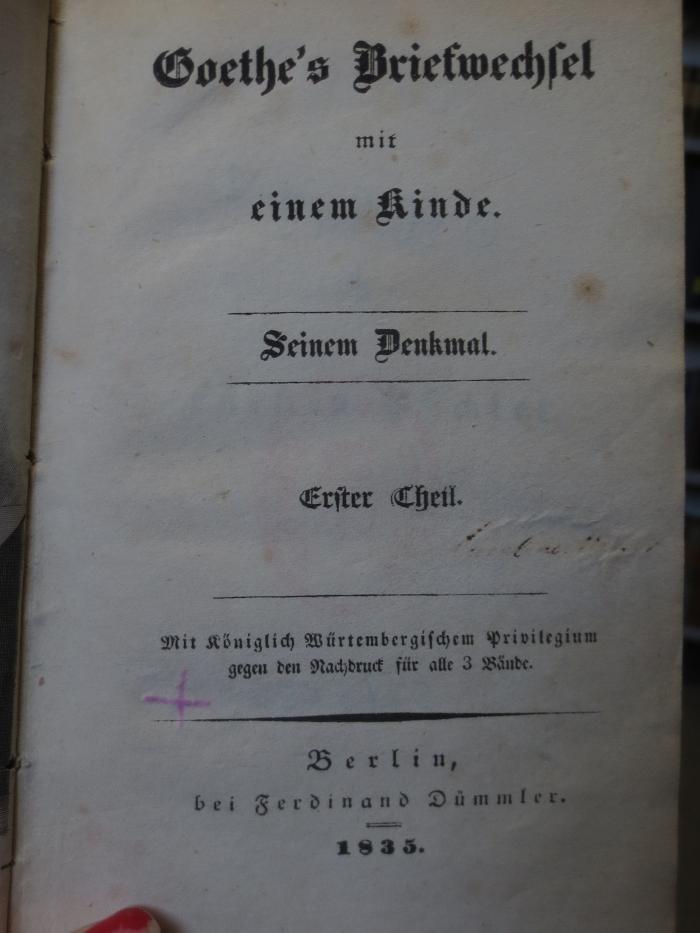 Goethe's Briefwechsel
mit
einem Kinde.
Seinem Denkmal.
Erster Theil.
Mit Königlich Würtembergischem Privilegium
gegen den Nachdruck für alle 3 Bände.
Berlin,
bei Ferdinand Dümmler.
1835.